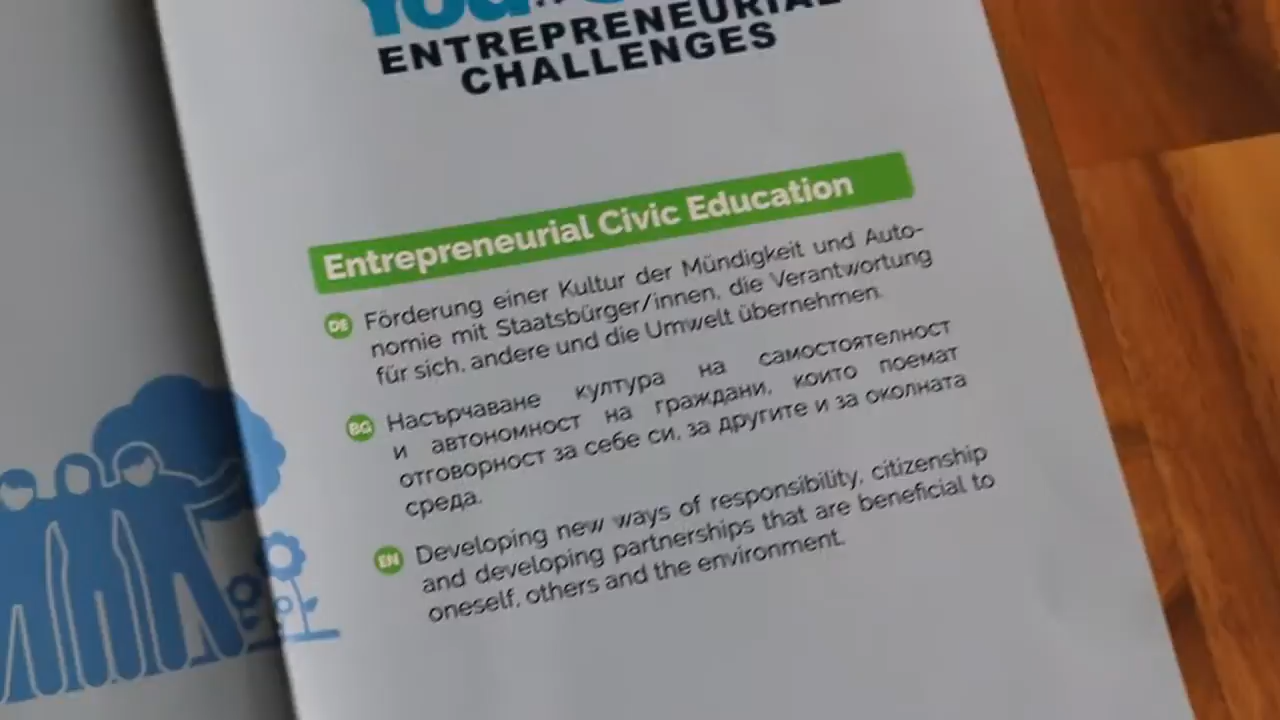 ENTREPRENEURIAL
CHALLENGES
Entrepreneurial Civic Education
DE Förderung einer Kultur der Mündigkeit und Auto-
nomie mit Staatsbürger/innen, die Verantwortung
für sich, andere und die Umwelt übernehmen.
BG Насърчаване култура на самостоятелност
и автономност на граждани, които поемат
отговорност за себе си, за другите и за околната
среда.
EN Developing new ways of responsibility, citizenship
and developing partnerships that are beneficial to
oneself, others and the environment.